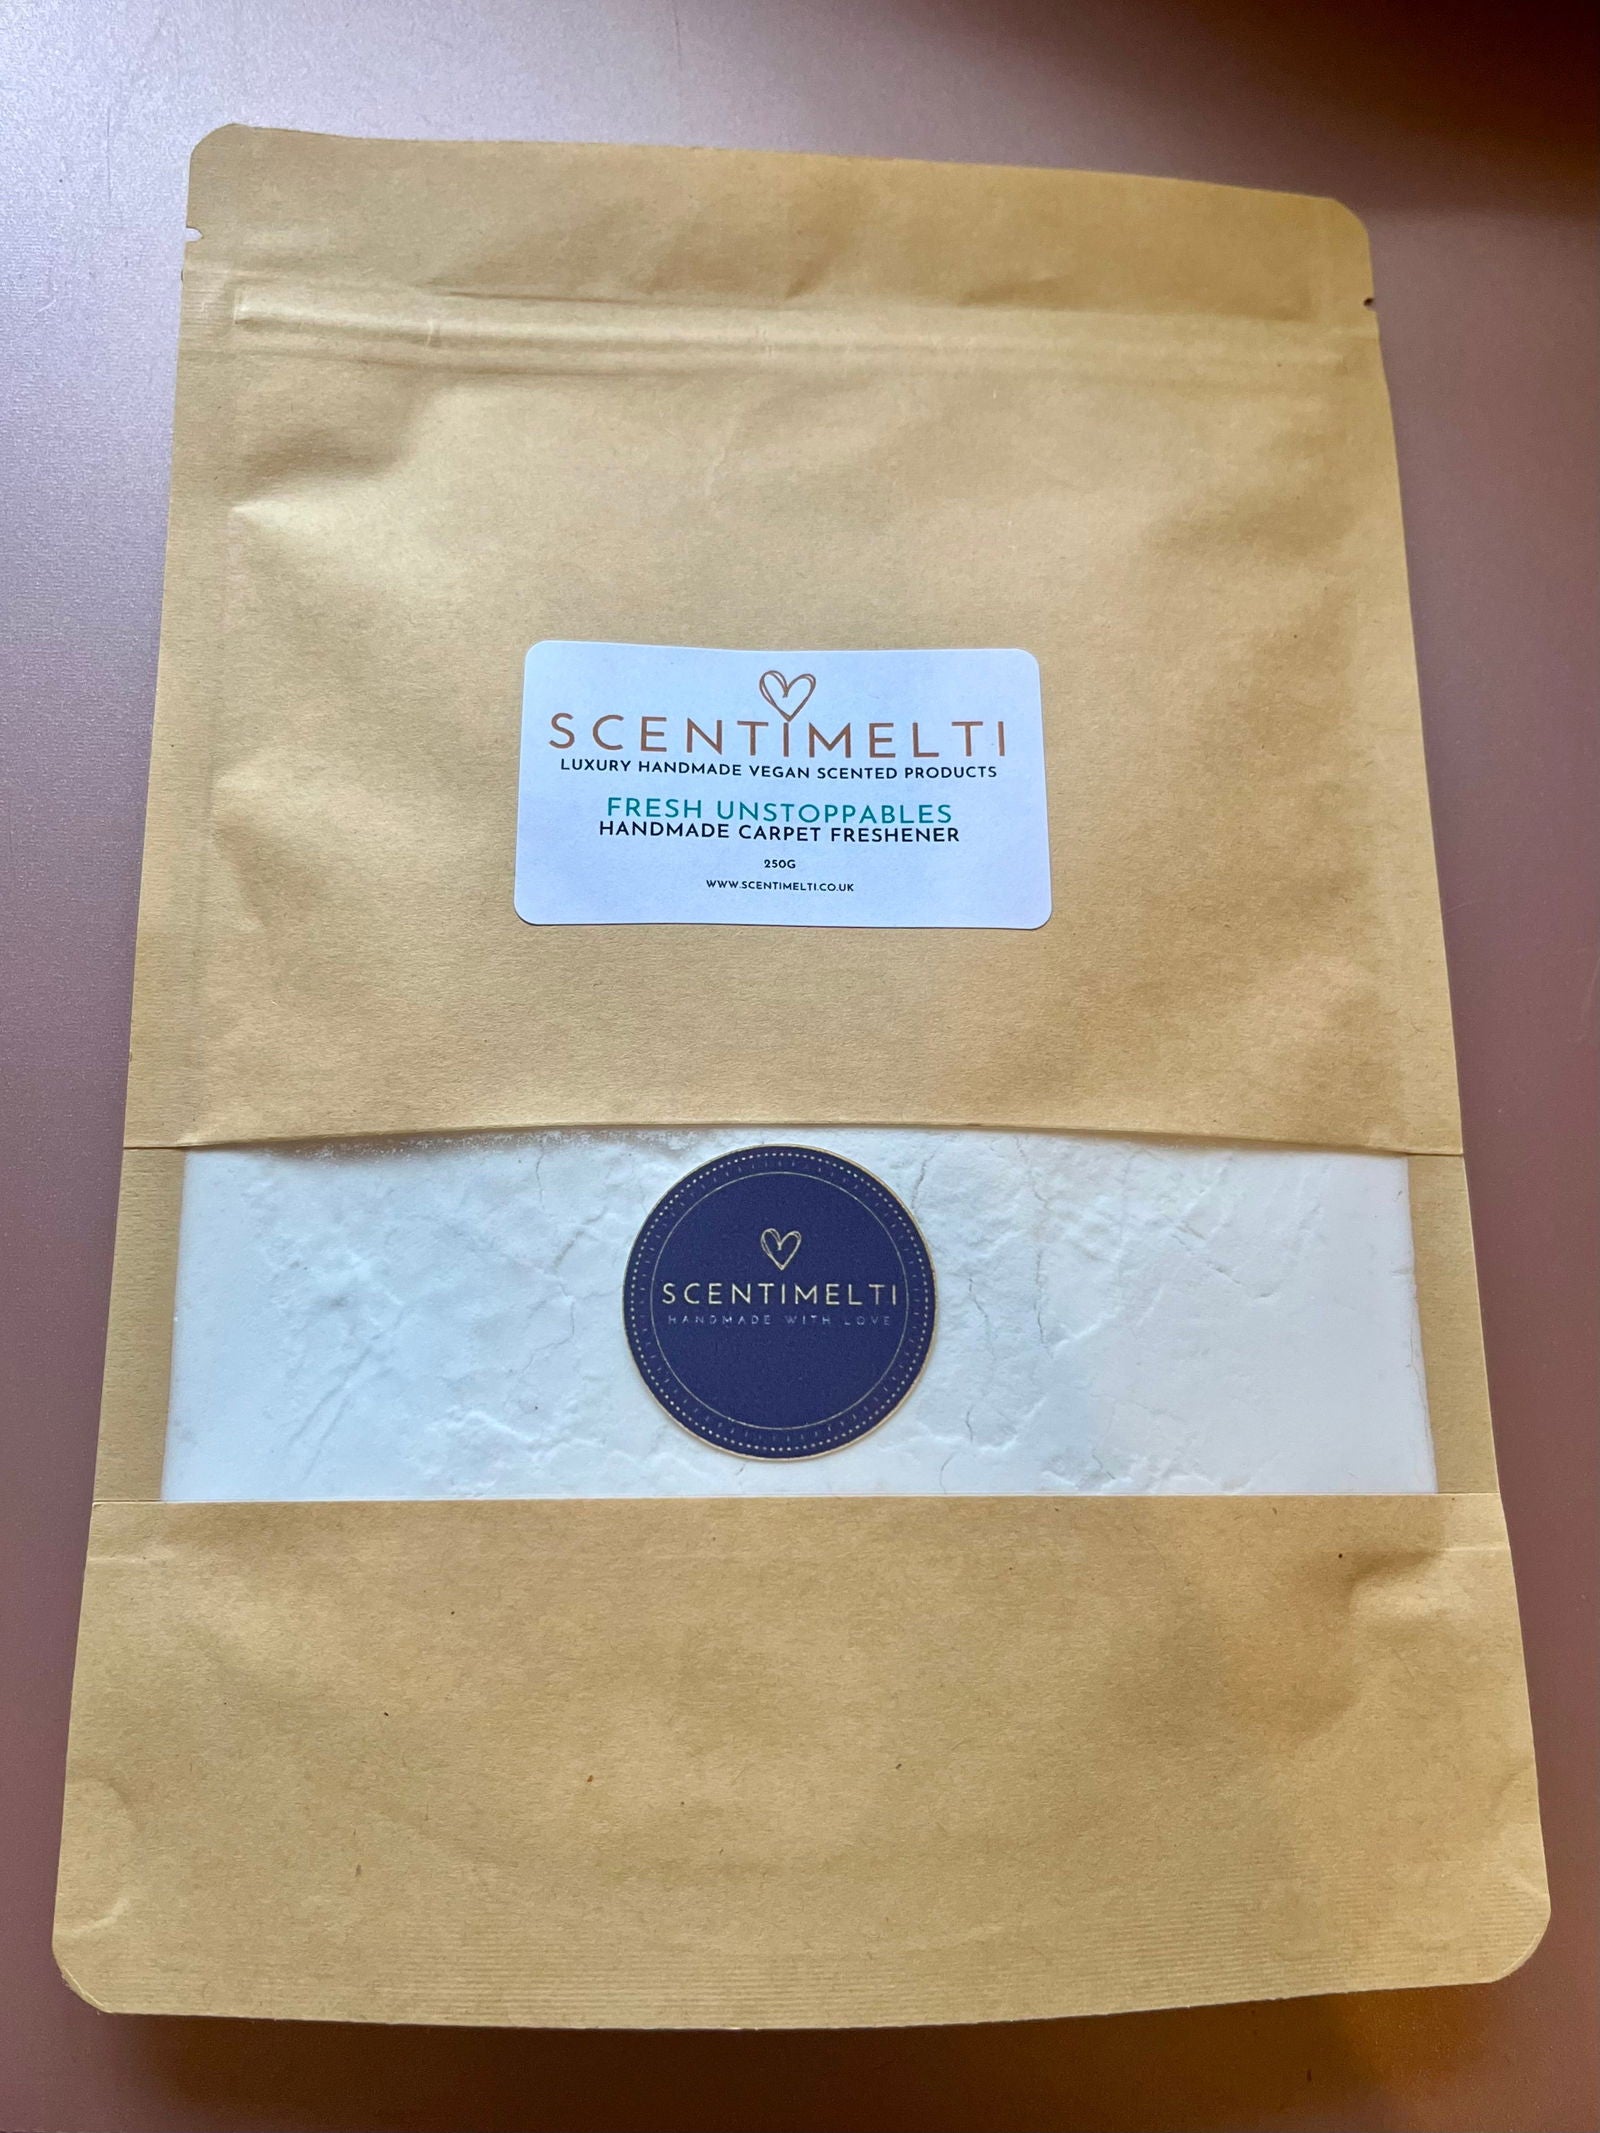 SCENTIMELTI
LUXURY HANDMADE VEGAN SCENTED PRODUCTS
FRESH UNSTOPPABLES
HANDMADE CARPET FRESHENER
250G
WWW.SCENTIMELTI.CO.UK
SCENTIMELTI
HANDMADE WITH LOVE